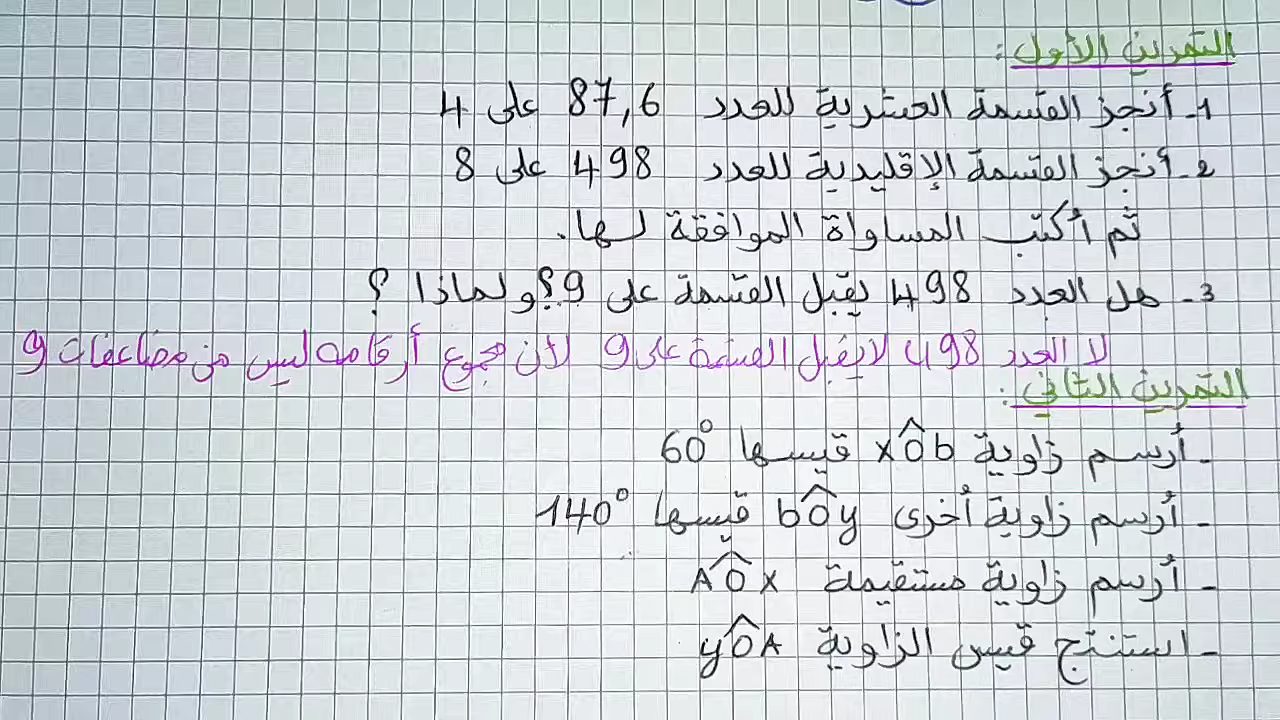 التمرين الأول :
1- أنجز القسمة العشرية للعدد 87,6 على 4
2- أنجز القسمة الإقليدية للعدد 498 على 8
ثم أكتب المساواة الموافقة لها.
3- هل العدد 498 يقبل القسمة على 9؟ ولماذا ؟
لا العدد 498 لا يقبل القسمة على 9 لأن مجموع أرقامه ليس من مضاعفات 9
التمرين الثاني :
- أرسم زاوية xÔb قيسها 60°
- أرسم زاوية أخرى bÔy قيسها 140°
- أرسم زاوية مستقيمة AÔx
- استنتج قيس الزاوية yÔA